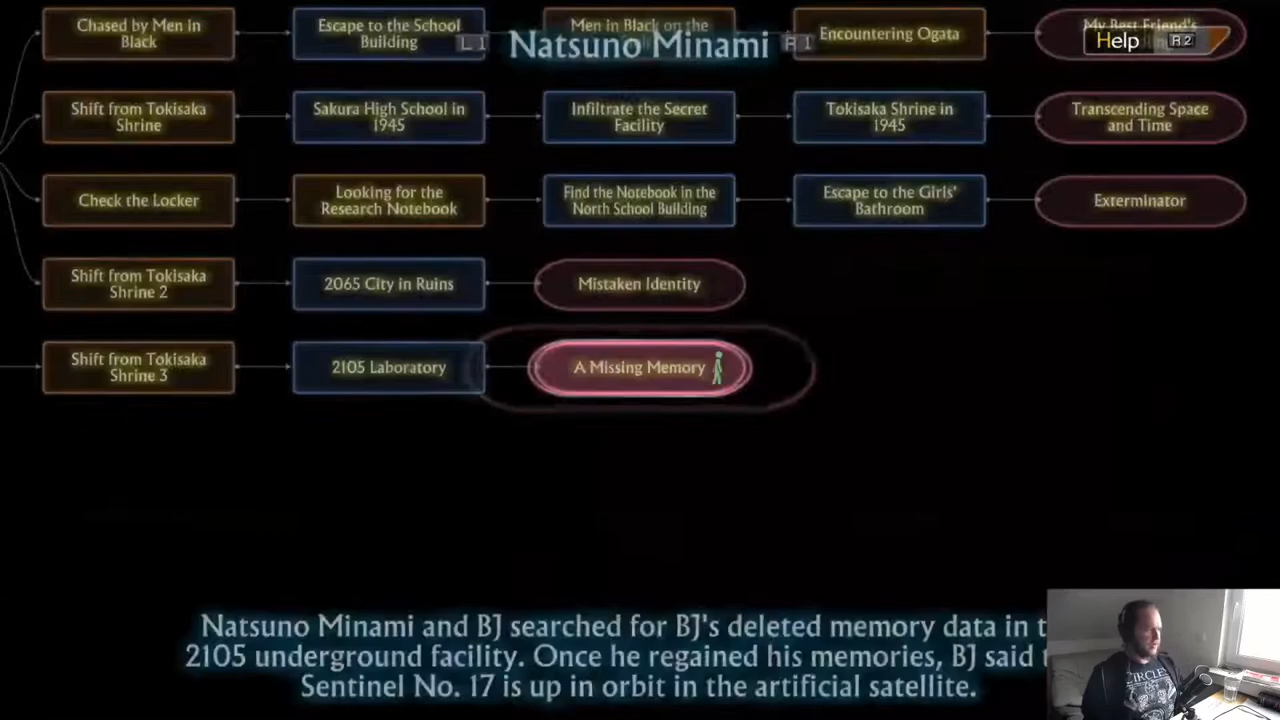 Chased by Men in
Black
Escape to the School
Building
Men in Black on the
Encountering Ogata
My Best Friend's
L 1
Natsuno Minami
R 1
Help
R2
Shift from Tokisaka
Shrine
Sakura High School in
1945
Infiltrate the Secret
Facility
Tokisaka Shrine in
1945
Transcending Space
and Time
Check the Locker
Looking for the
Research Notebook
Find the Notebook in the
North School Building
Escape to the Girls'
Bathroom
Exterminator
Shift from Tokisaka
Shrine 2
2065 City in Ruins
Mistaken Identity
Shift from Tokisaka
Shrine 3
2105 Laboratory
A Missing Memory
Natsuno Minami and BJ searched for BJ's deleted memory data in
2105 underground facility. Once he regained his memories, BJ said
Sentinel No. 17 is up in orbit in the artificial satellite.
CIRCLE